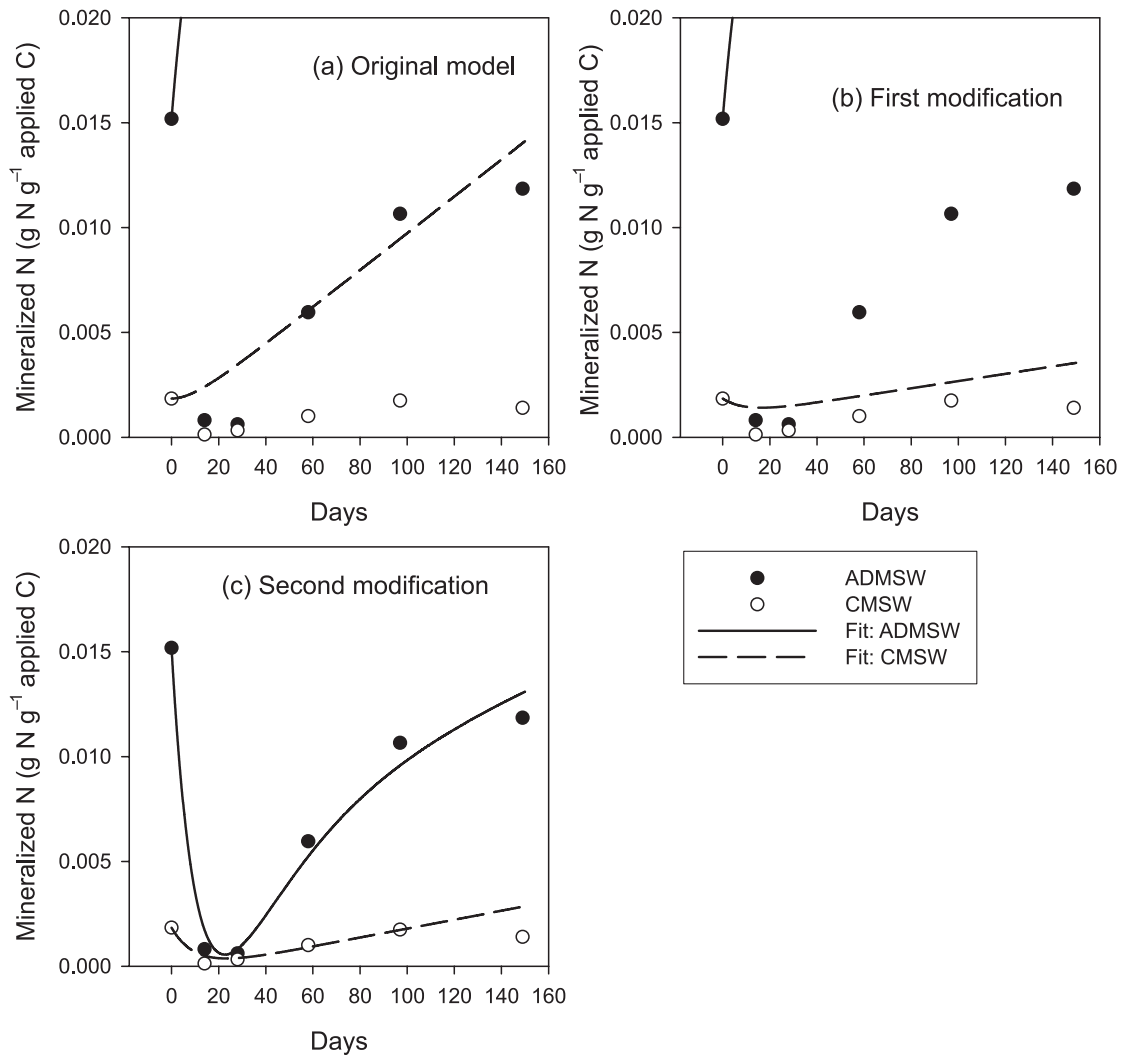 0.020
0.015
0.010
0.005
0.000
Mineralized N (g N g⁻¹ applied C)
(a) Original model
0 20 40 60 80 100 120 140 160
Days
0.020
0.015
0.010
0.005
0.000
Mineralized N (g N g⁻¹ applied C)
(b) First modification
0 20 40 60 80 100 120 140 160
Days
0.020
0.015
0.010
0.005
0.000
Mineralized N (g N g⁻¹ applied C)
(c) Second modification
0 20 40 60 80 100 120 140 160
Days
ADMSW
CMSW
Fit: ADMSW
Fit: CMSW